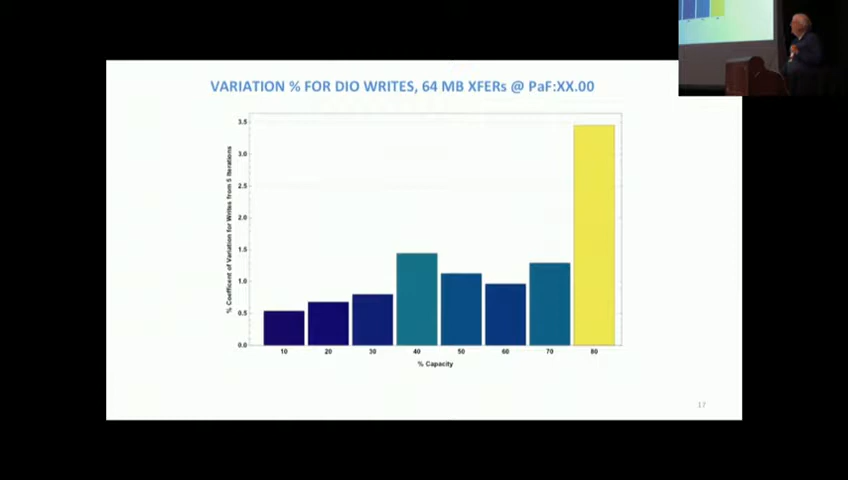 VARIATION % FOR DIO WRITES, 64 MB XFERs @ PaF:XX.00
% Coefficent of Variation for Writes from 5 Iterations
3.5
3.0
2.5
2.0
1.5
1.0
0.5
0.0
10 20 30 40 50 60 70 80
% Capacity
17